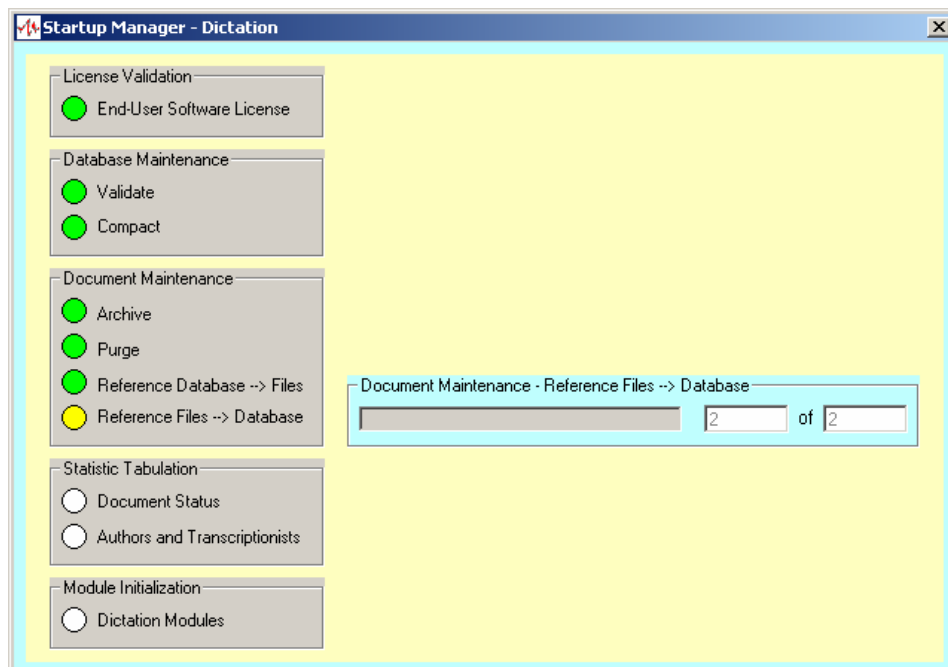 Startup Manager - Dictation
License Validation
End-User Software License
Database Maintenance
Validate
Compact
Document Maintenance
Archive
Purge
Reference Database --> Files
Reference Files --> Database
Document Maintenance - Reference Files --> Database
2 of 2
Statistic Tabulation
Document Status
Authors and Transcriptionists
Module Initialization
Dictation Modules